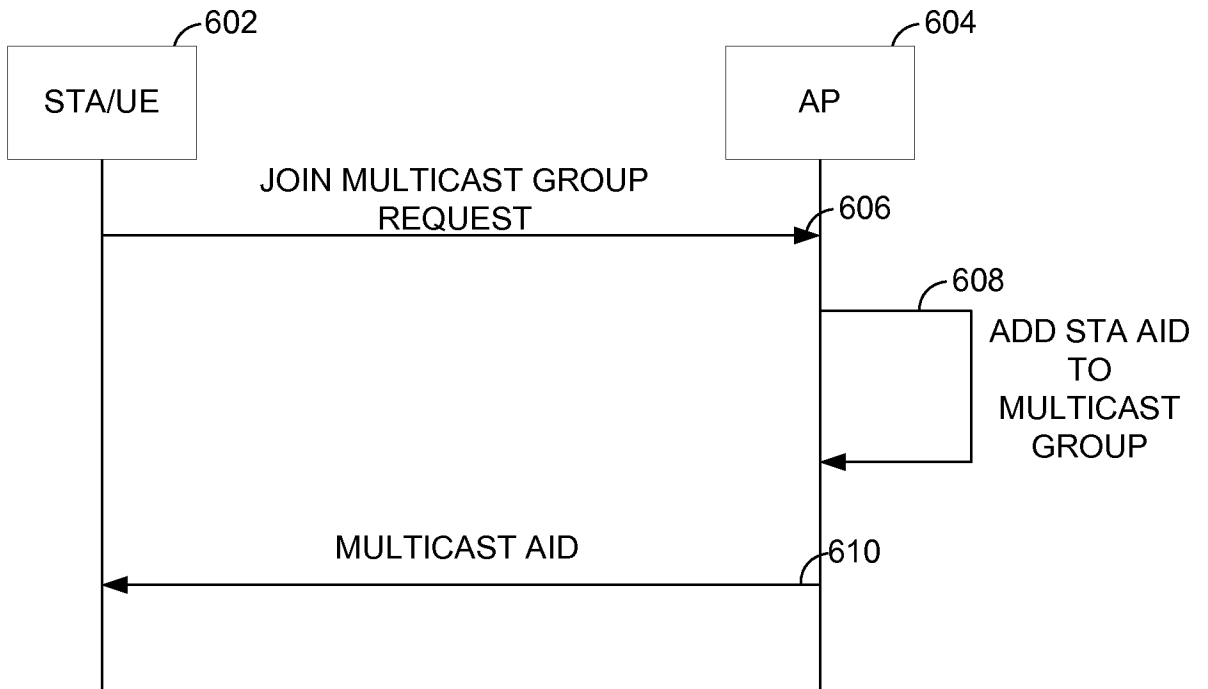 602
604
STA/UE
AP
JOIN MULTICAST GROUP
REQUEST
606
608
ADD STA AID
TO
MULTICAST
GROUP
MULTICAST AID
610